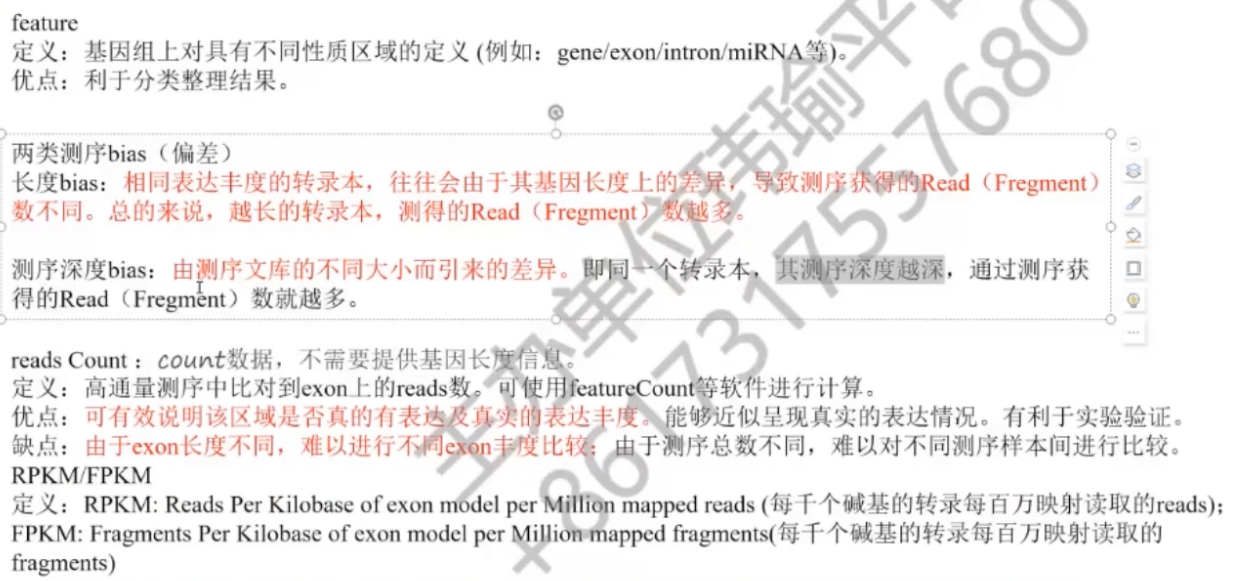 feature
定义：基因组上对具有不同性质区域的定义 (例如：gene/exon/intron/miRNA等)。
优点：利于分类整理结果。
两类测序bias（偏差）
长度bias：相同表达丰度的转录本，往往会由于其基因长度上的差异，导致测序获得的Read（Fregment）
数不同。总的来说，越长的转录本，测得的Read（Fregment）数越多。
测序深度bias：由测序文库的不同大小而引来的差异。即同一个转录本，其测序深度越深，通过测序获
得的Read（Fregment）数就越多。
reads Count ：count数据，不需要提供基因长度信息。
定义：高通量测序中比对到exon上的reads数。可使用featureCount等软件进行计算。
优点：可有效说明该区域是否真的有表达及真实的表达丰度。能够近似呈现真实的表达情况。有利于实验验证。
缺点：由于exon长度不同，难以进行不同exon丰度比较；由于测序总数不同，难以对不同测序样本间进行比较。
RPKM/FPKM
定义：RPKM: Reads Per Kilobase of exon model per Million mapped reads (每千个碱基的转录每百万映射读取的reads)；
FPKM: Fragments Per Kilobase of exon model per Million mapped fragments(每千个碱基的转录每百万映射读取的
fragments)
主办单位韩瑜平
+8617317557680